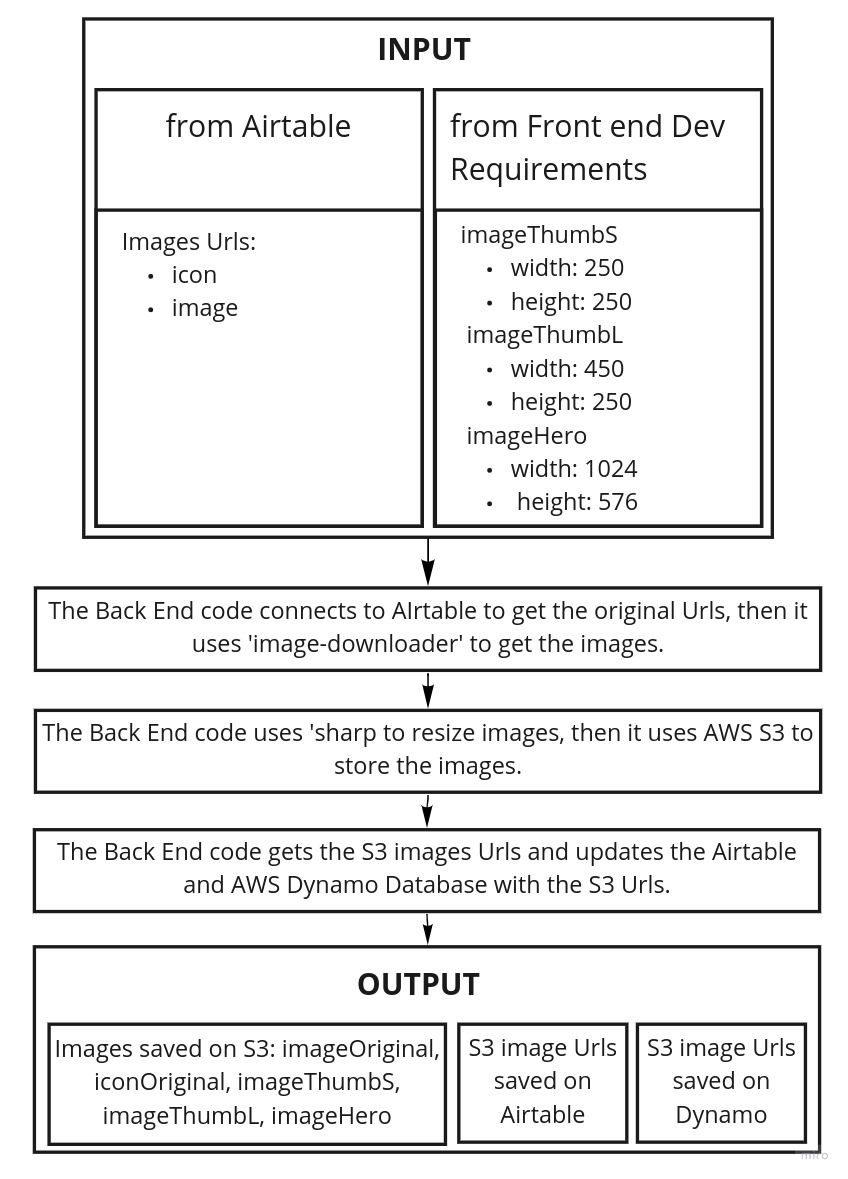 INPUT
from Airtable
Images Urls:
• icon
• image
from Front end Dev
Requirements
imageThumbS
• width: 250
• height: 250
imageThumbL
• width: 450
• height: 250
imageHero
• width: 1024
• height: 576
The Back End code connects to AIrtable to get the original Urls, then it
uses 'image-downloader' to get the images.
The Back End code uses 'sharp to resize images, then it uses AWS S3 to
store the images.
The Back End code gets the S3 images Urls and updates the Airtable
and AWS Dynamo Database with the S3 Urls.
OUTPUT
Images saved on S3: imageOriginal,
iconOriginal, imageThumbS,
imageThumbL, imageHero
S3 image Urls
saved on
Airtable
S3 image Urls
saved on
Dynamo
miro